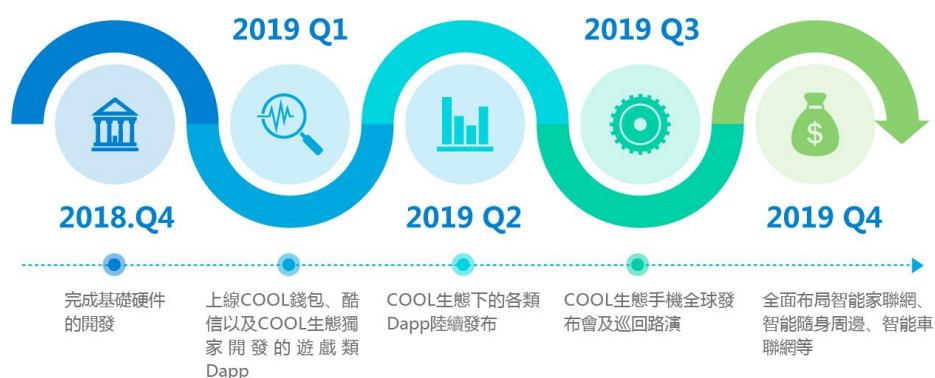 2019 Q1
2019 Q3
$
2018.Q4
2019 Q2
2019 Q4
完成基礎硬件
的開發
上線COOL錢包、酷
信以及COOL生態獨
家開發的遊戲類
Dapp
COOL生態下的各類
Dapp陸續發布
COOL生態手機全球發
布會及巡回路演
全面布局智能家聯網、
智能隨身周邊、智能車
聯網等